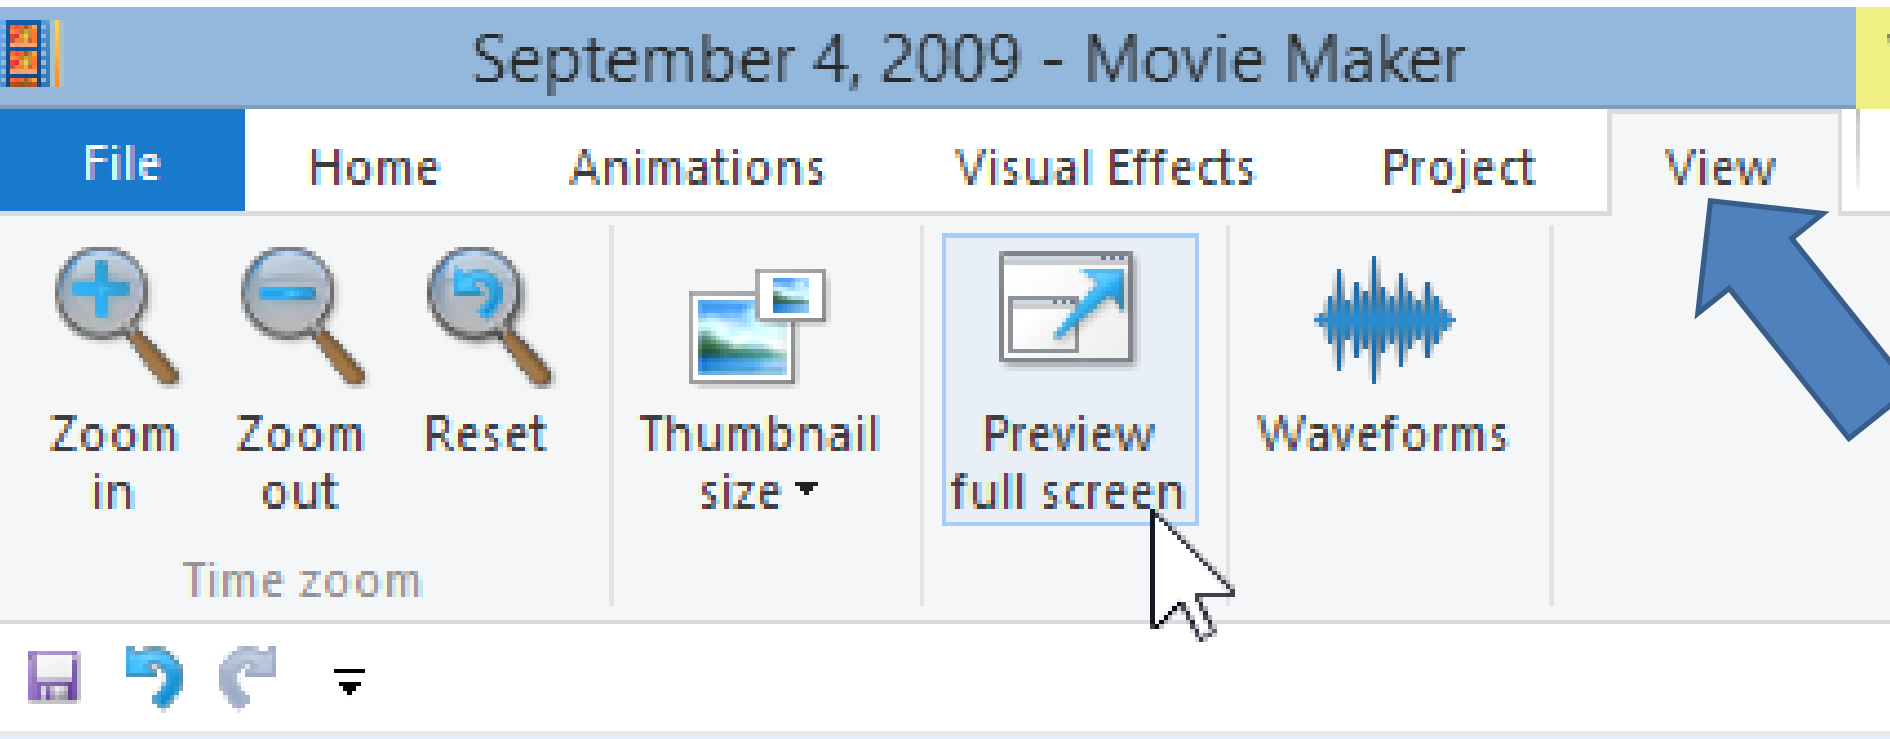 September 4, 2009 - Movie Maker
File Home Animations Visual Effects Project View
Zoom in
Zoom out
Reset
Thumbnail size
Preview full screen
Waveforms
Time zoom